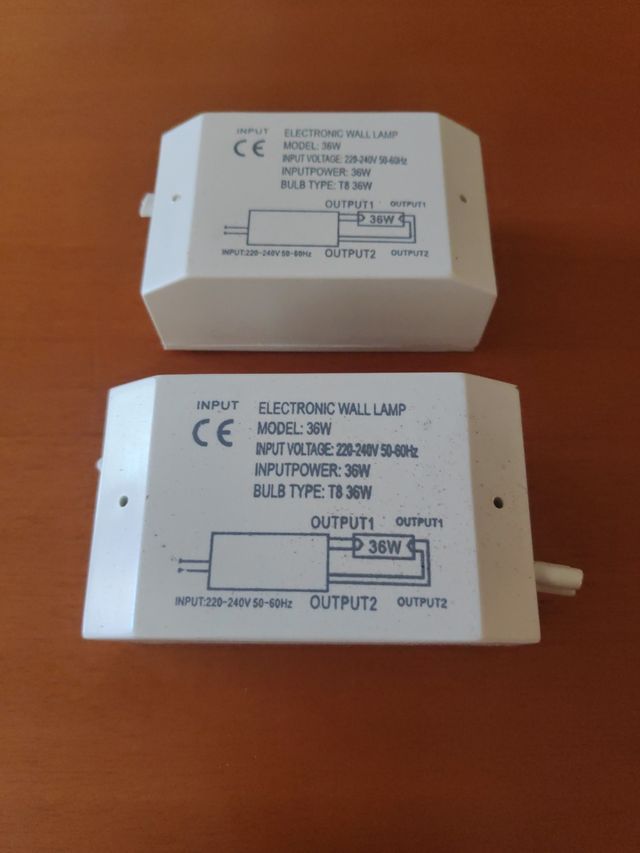 INPUT
CE
ELECTRONIC WALL LAMP
MODEL: 36W
INPUT VOLTAGE: 220-240V 50-60Hz
INPUTPOWER: 36W
BULB TYPE: T8 36W
OUTPUT1 OUTPUT1
36W
INPUT:220-240V 50-60Hz OUTPUT2 OUTPUT2
INPUT
CE
ELECTRONIC WALL LAMP
MODEL: 36W
INPUT VOLTAGE: 220-240V 50-60Hz
INPUTPOWER: 36W
BULB TYPE: T8 36W
OUTPUT1 OUTPUT1
36W
INPUT:220-240V 50-60Hz OUTPUT2 OUTPUT2